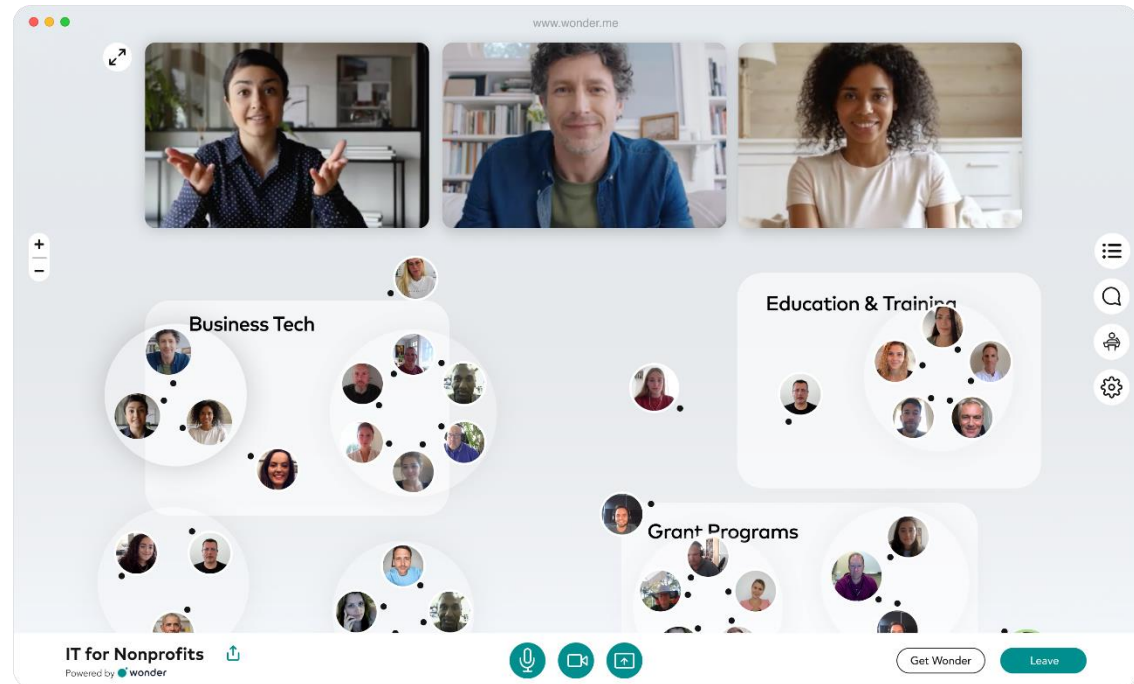 www.wonder.me
Business Tech
Education & Training
Grant Programs
IT for Nonprofits
Powered by wonder
Get Wonder
Leave